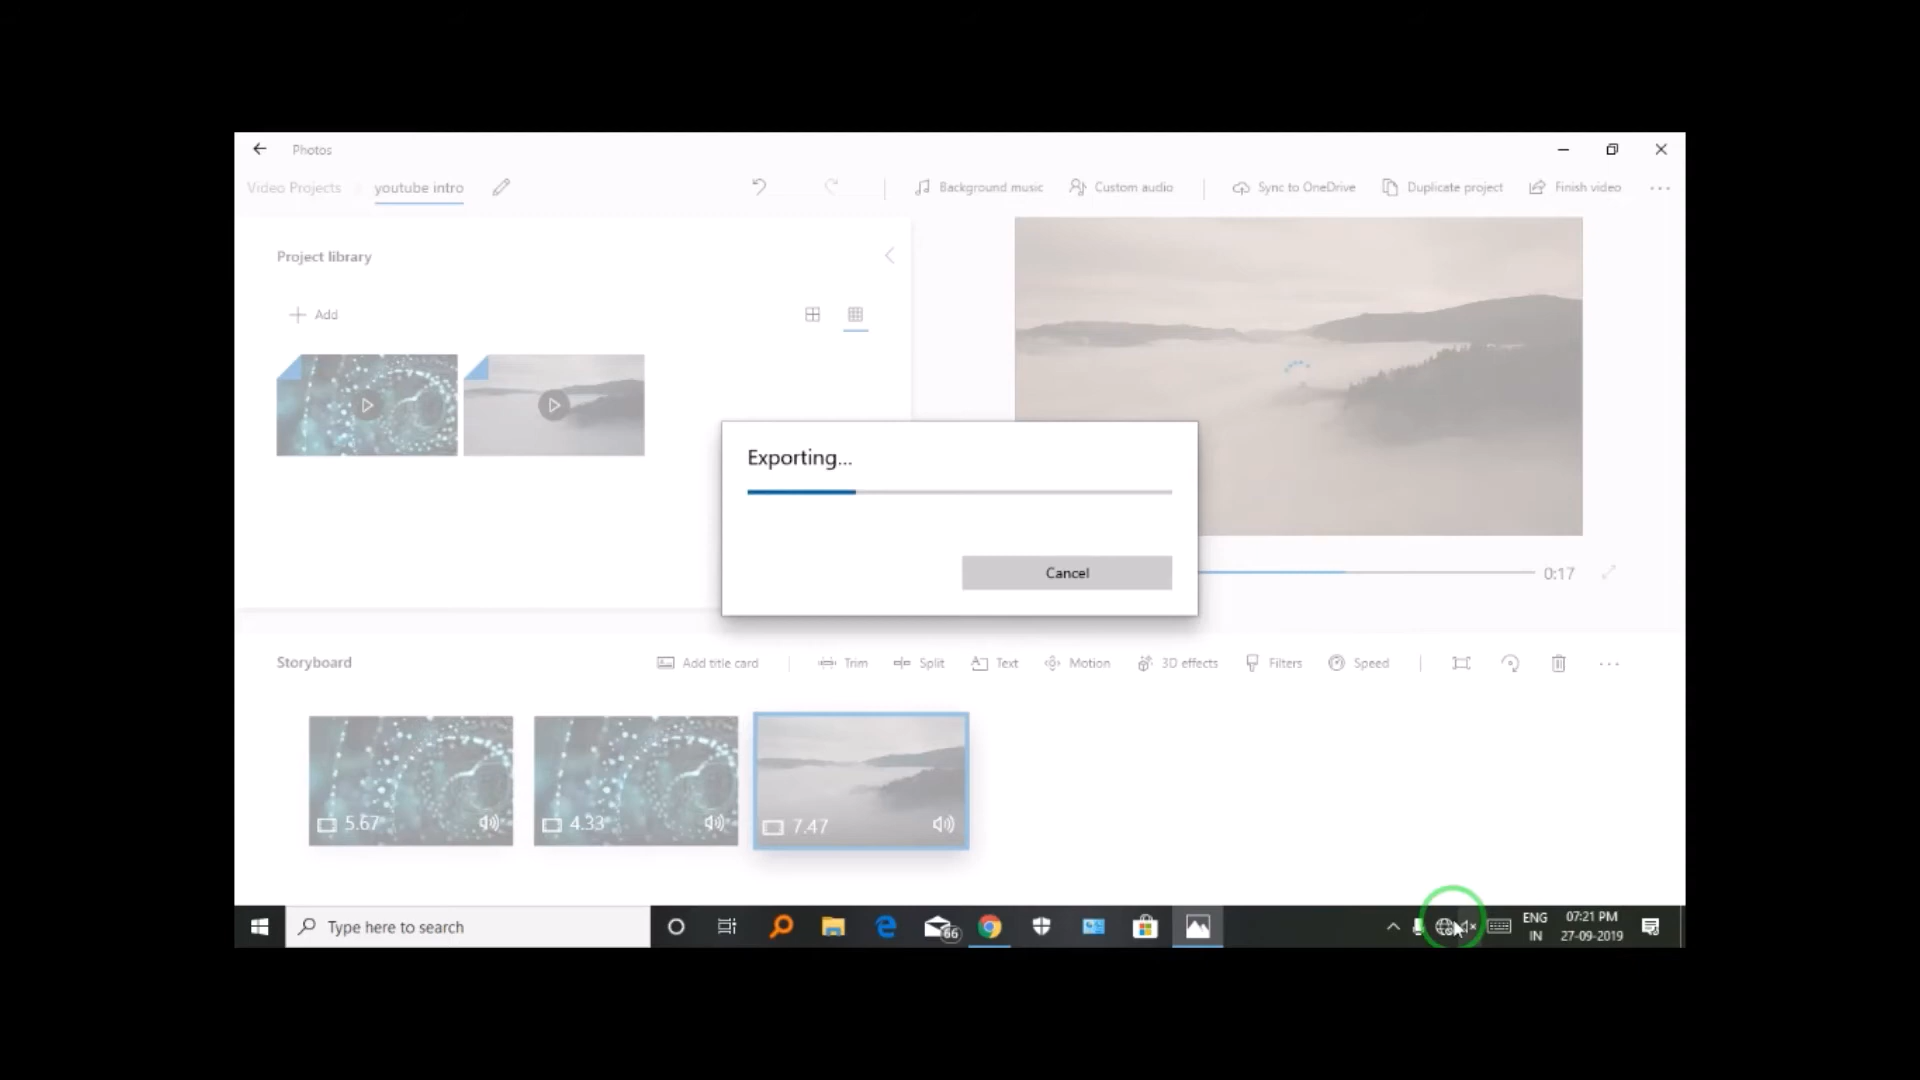 Photos
Video Projects
youtube intro
Background music
Custom audio
Sync to OneDrive
Duplicate project
Finish video
Project library
Add
Exporting...
Cancel
0:17
Storyboard
Add title card
Trim
Split
Text
Motion
3D effects
Filters
Speed
5.67
4.33
7.47
Type here to search
66
ENG
IN
07:21 PM
27-09-2019